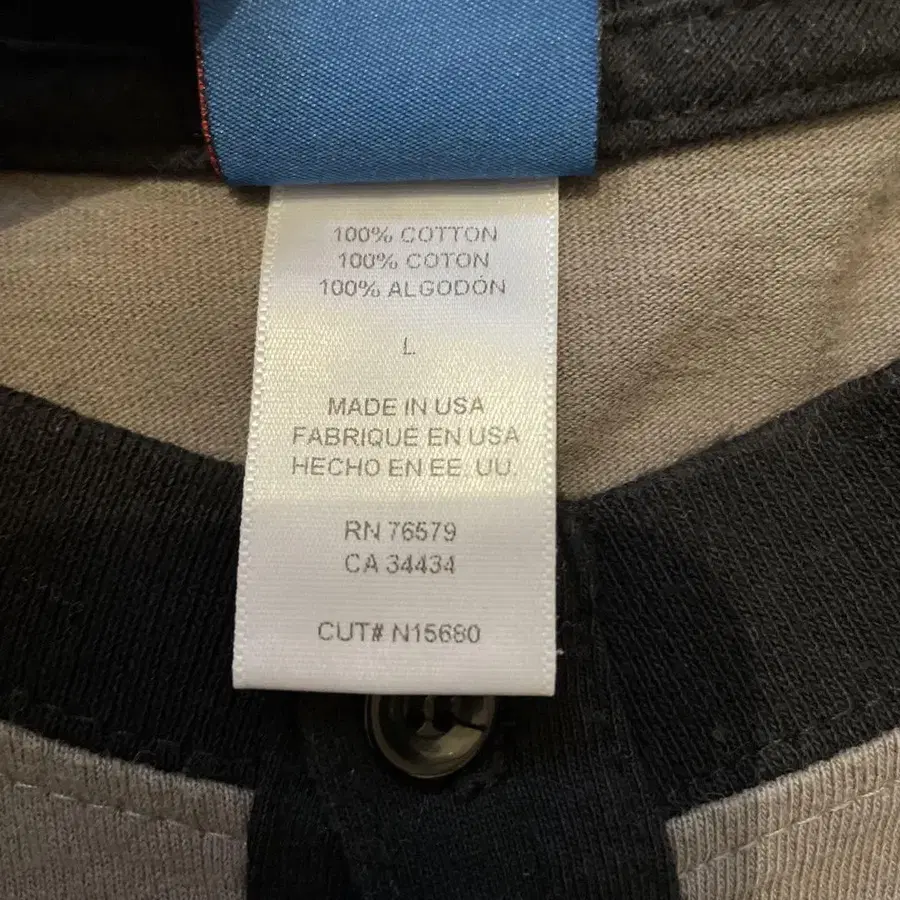 100% COTTON
100% COTON
100% ALGODÓN
L
MADE IN USA
FABRIQUE EN USA
HECHO EN EE. UU.
RN 76579
CA 34434
CUT# N15680